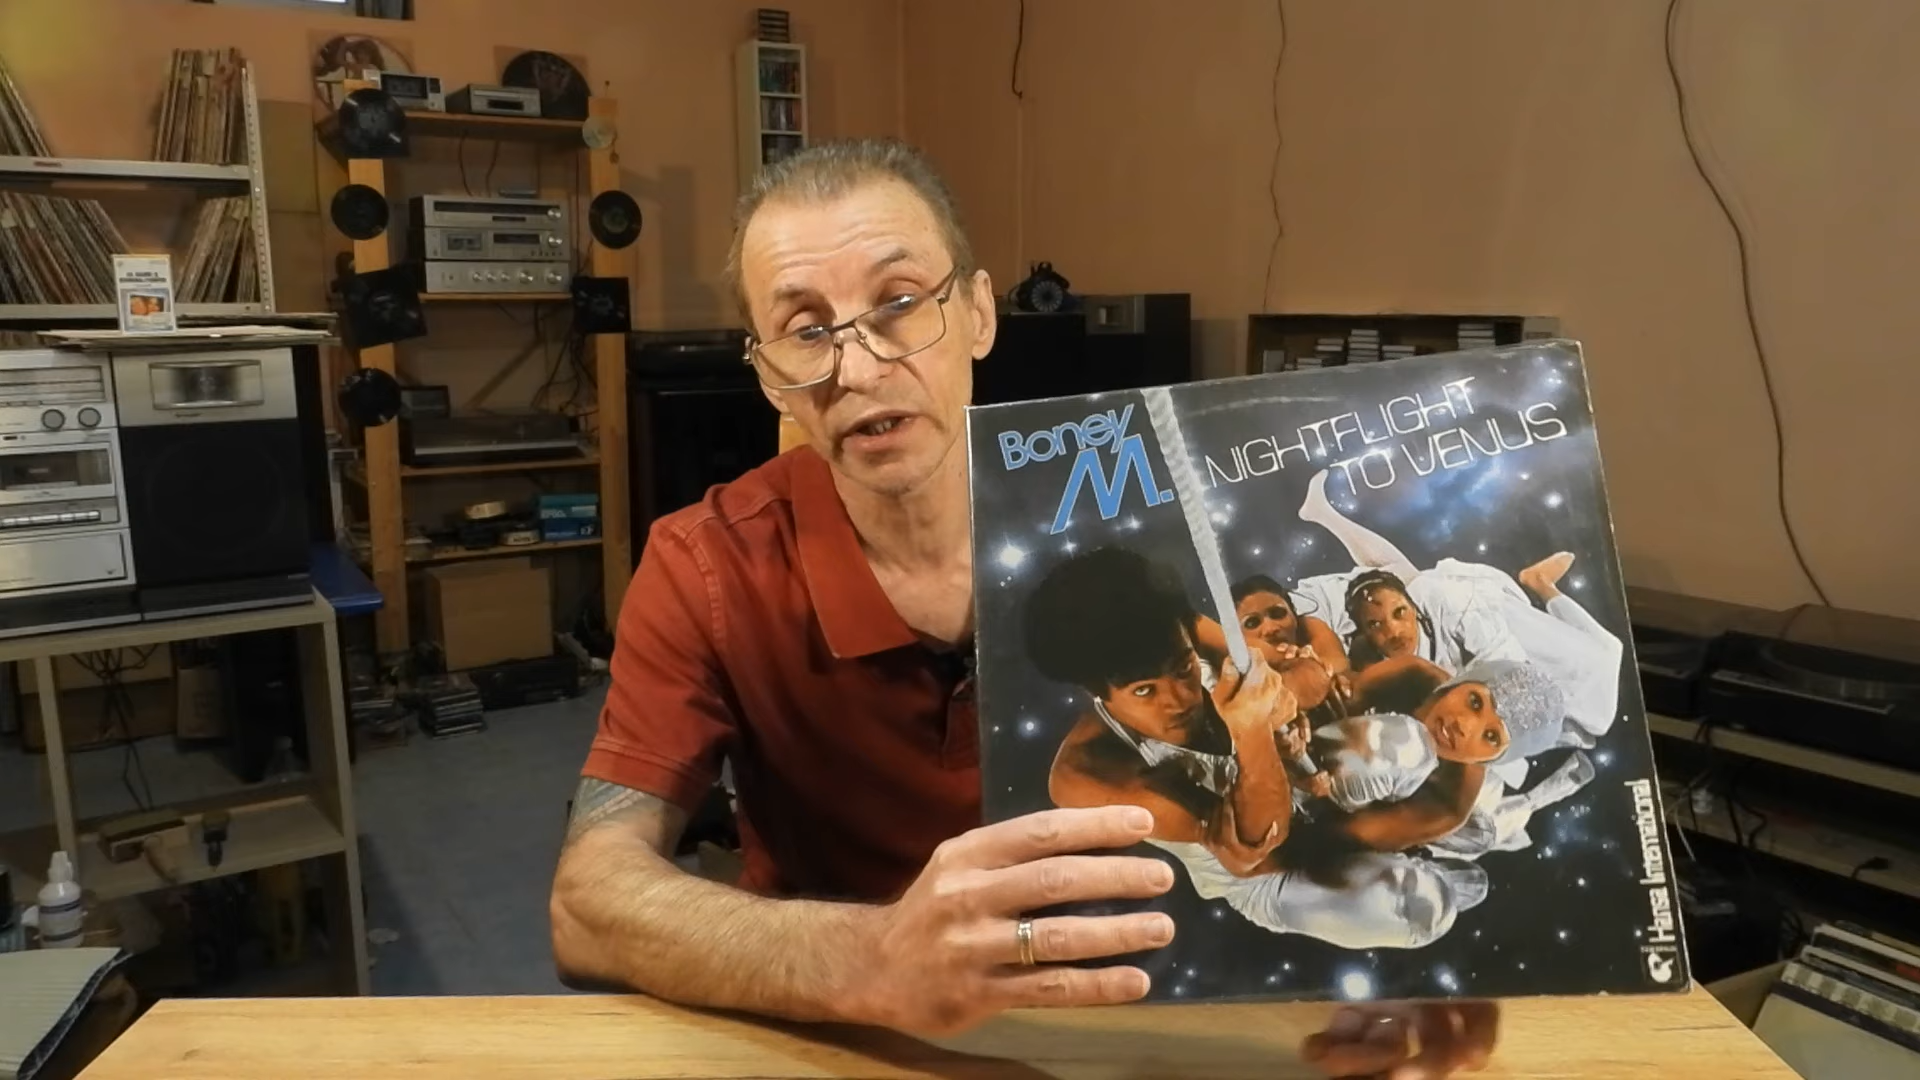 Boney
M.
NIGHTFLIGHT
TO VENUS
Hansa International